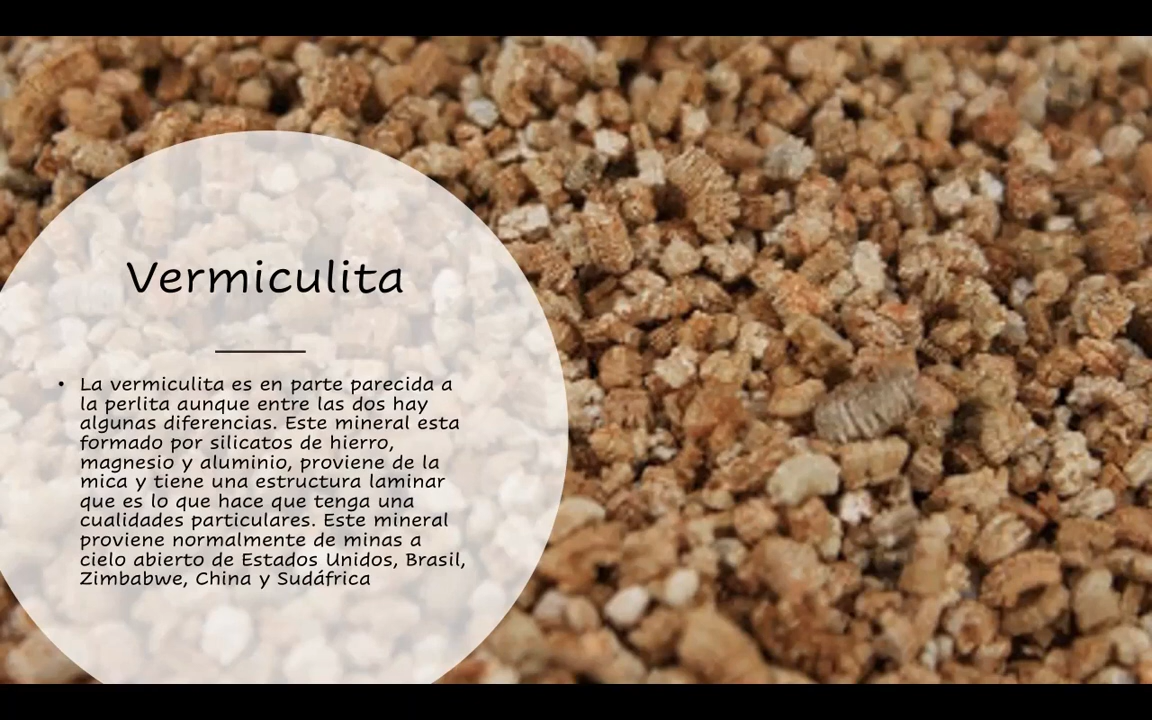 Vermiculita
• La vermiculita es en parte parecida a
la perlita aunque entre las dos hay
algunas diferencias. Este mineral esta
formado por silicatos de hierro,
magnesio y aluminio, proviene de la
mica y tiene una estructura laminar
que es lo que hace que tenga una
cualidades particulares. Este mineral
proviene normalmente de minas a
cielo abierto de Estados Unidos, Brasil,
Zimbabwe, China y Sudáfrica